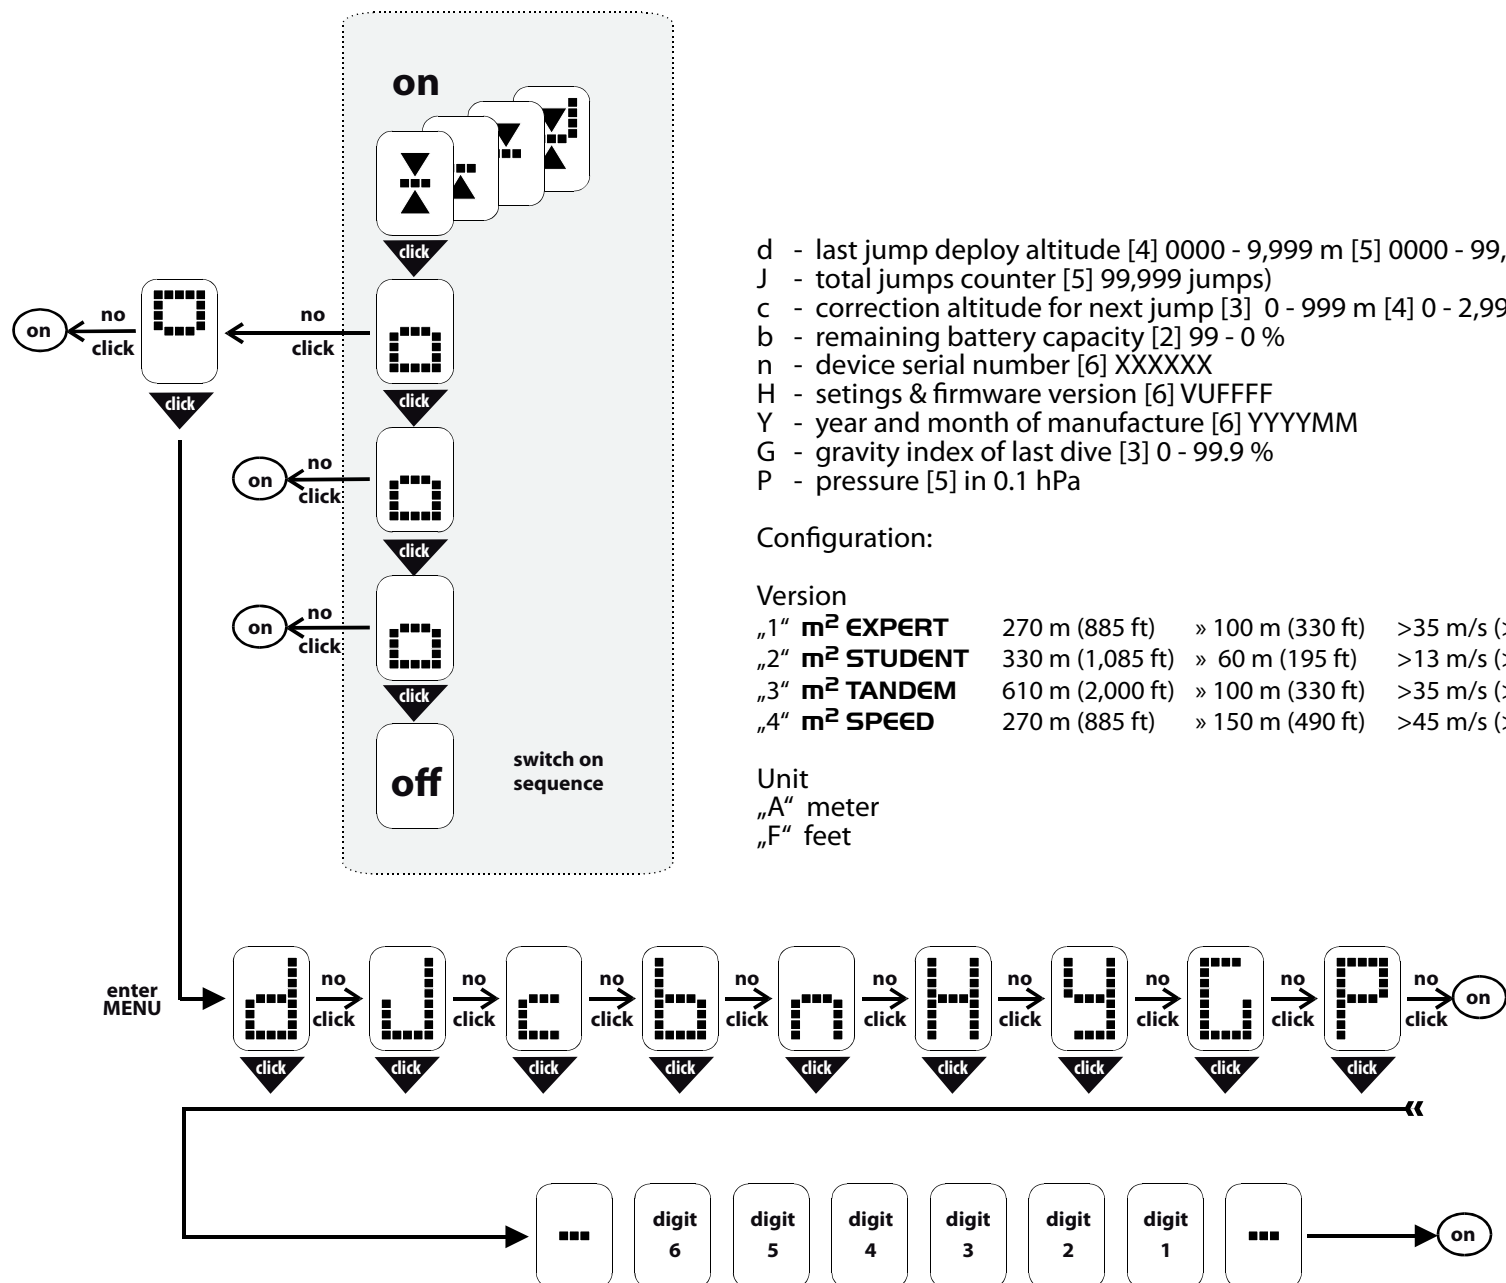 on
click
on
no
click
no
click
click
click
on
no
click
click
on
no
click
click
off
switch on
sequence
d - last jump deploy altitude [4] 0000 - 9,999 m [5] 0000 - 99,
J - total jumps counter [5] 99,999 jumps)
c - correction altitude for next jump [3] 0 - 999 m [4] 0 - 2,99
b - remaining battery capacity [2] 99 - 0 %
n - device serial number [6] XXXXXX
H - setings & firmware version [6] VUFFFF
Y - year and month of manufacture [6] YYYYMM
G - gravity index of last dive [3] 0 - 99.9 %
P - pressure [5] in 0.1 hPa
Configuration:
Version
„1“ m² EXPERT 270 m (885 ft) » 100 m (330 ft) >35 m/s (>
„2“ m² STUDENT 330 m (1,085 ft) » 60 m (195 ft) >13 m/s (>
„3“ m² TANDEM 610 m (2,000 ft) » 100 m (330 ft) >35 m/s (>
„4“ m² SPEED 270 m (885 ft) » 150 m (490 ft) >45 m/s (>
Unit
„A“ meter
„F“ feet
enter
MENU
d no click J no click c no click b no click n no click H no click y no click G no click P no click on
click click click click click click click click click
digit 6 digit 5 digit 4 digit 3 digit 2 digit 1 on